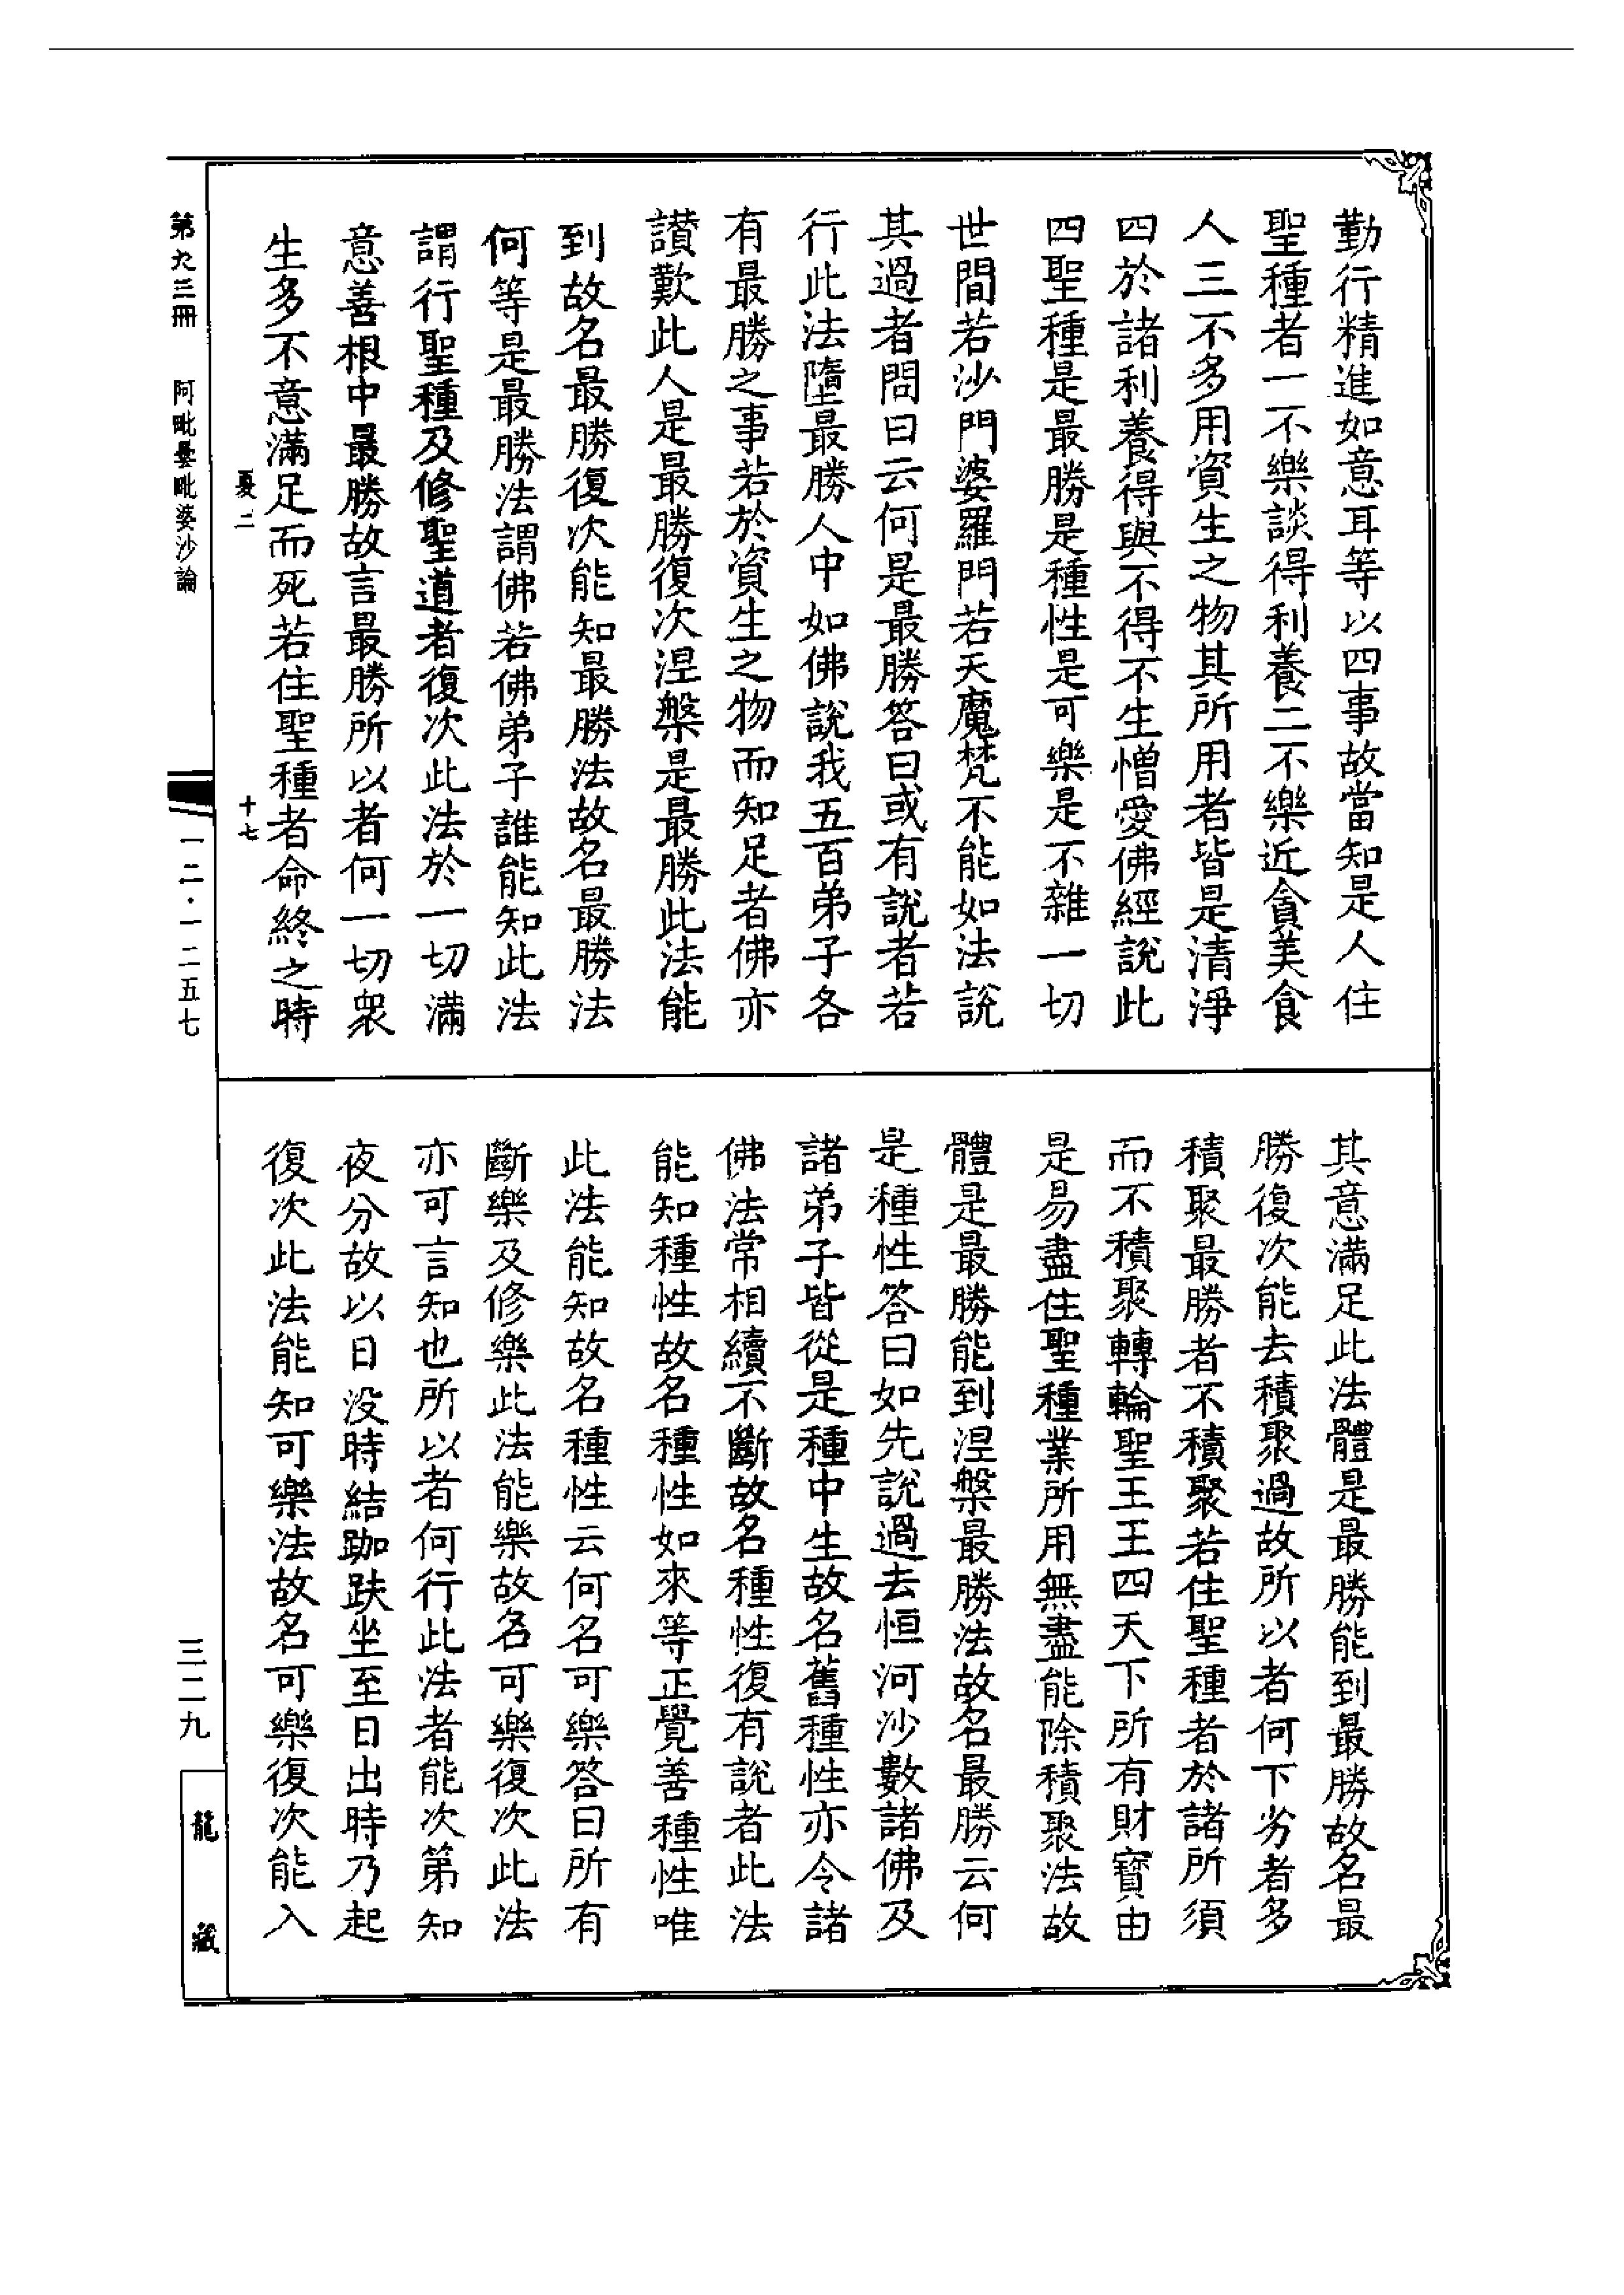 勤行精進如意耳等以四事故當知是人住
聖種者一不樂談得利養二不樂近貪美食
人三不多用資生之物其所用者皆是清淨
四於諸利養得與不得不生憎愛佛經說此
四聖種是最勝是種性是可樂是不雜一切
世間若沙門婆羅門若天魔梵不能如法說
其過者問曰云何是最勝答曰或有說者若
行此法墮最勝人中如佛說我五百弟子各
有最勝之事若於資生之物而知足者佛亦
讚歎此人是最勝復次涅槃是最勝此法能
到故名最勝復次能知最勝法故名最勝法
何等是最勝法謂佛若佛弟子誰能知此法
謂行聖種及修聖道者復次此法於一切滿
意善根中最勝故言最勝所以者何一切眾
生多不意滿足而死若住聖種者命終之時
其意滿足此法體是最勝能到最勝故名最
勝復次能去積聚過故所以者何下劣者多
積聚最勝者不積聚若住聖種者於諸所須
而不積聚轉輪聖王王四天下所有財寶由
是易盡住聖種業所用無盡能除積聚法故
體是最勝能到涅槃最勝法故名最勝云何
是種性答曰如先說過去恒河沙數諸佛及
諸弟子皆從是種中生故名舊種性亦令諸
佛法常相續不斷故名種性復有說者此法
能知種性故名種性如來等正覺善種性唯
此法能知故名種性云何名可樂答曰所有
斷樂及修樂此法能樂故名可樂復次此法
亦可言知也所以者何行此法者能次第知
夜分故以日没時結跏趺坐至日出時乃起
復次此法能知可樂法故名可樂復次能入
憂二
十七
第九三冊 阿毗曇毗婆沙論
一二·一二五七
三二九
龍藏